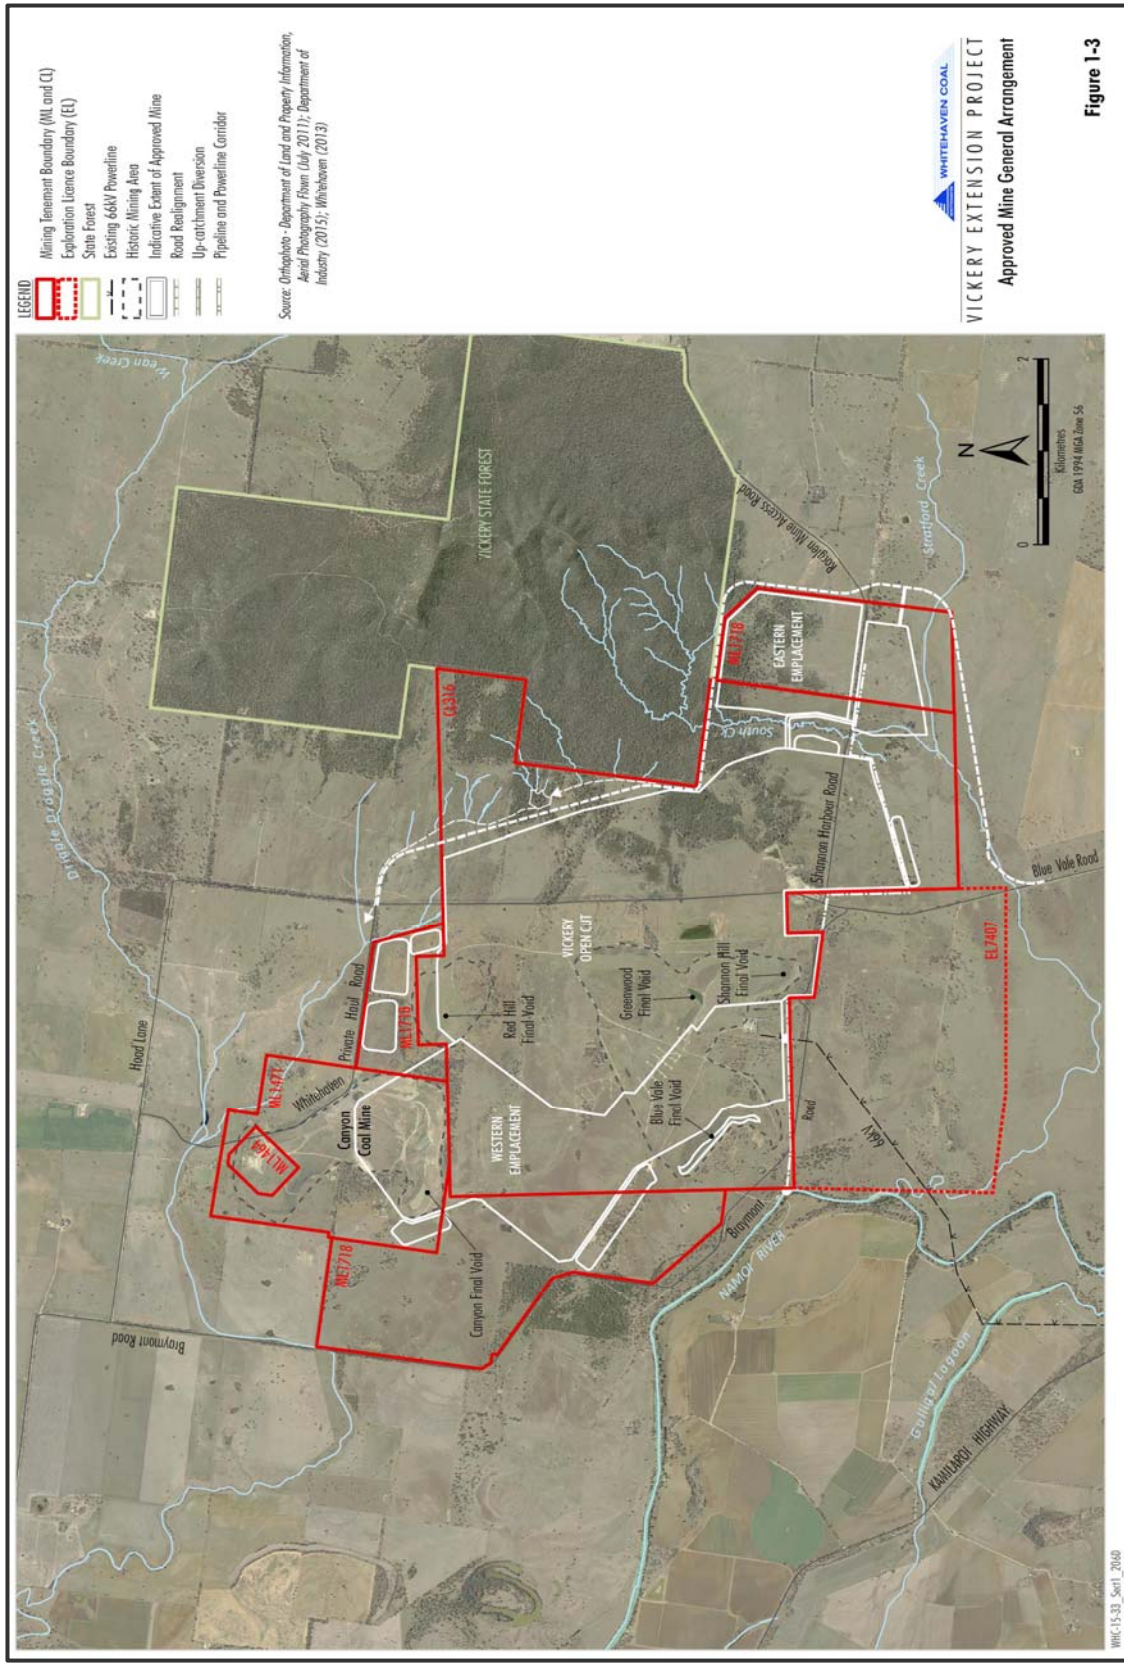 LEGEND
Mining Tenement Boundary (ML and CL)
Exploration Licence Boundary (EL)
State Forest
Existing 66kV Powerline
Historic Mining Area
Indicative Extent of Approved Mine
Road Realignment
Up-catchment Diversion
Pipeline and Powerline Corridor
Source: Orthophoto - Department of Land and Property Information,
Aerial Photography Flown (July 2011); Department of
Industry (2015); Whitehaven (2013)
WHITEHAVEN COAL
VICKERY EXTENSION PROJECT
Approved Mine General Arrangement
Figure 1-3
Wean Creek
VICKERY STATE FOREST
Driggle Draggle Creek
Hoad Lane
Braymont Road
Private Haul Road
Whitehaven
ML1471
ML1464
ML1718
Canyon
Coal Mine
Canyon Final Void
CL316
Red Hill
Final Void
VICKERY
OPEN CUT
WESTERN
EMPLACEMENT
Greenwood
Final Void
Blue Vale
Final Void
Shannon Hill
Final Void
South Ck
ML1718
EASTERN
EMPLACEMENT
Rocglen Mine Access Road
Stratford Creek
Shannon Harbour Road
Blue Vale Road
EL7407
Road
66kV
Braymont
NAMOI RIVER
Gulligal Lagoon
KAMILAROI HIGHWAY
N
0
2
Kilometres
GDA 1994 MGA Zone 56